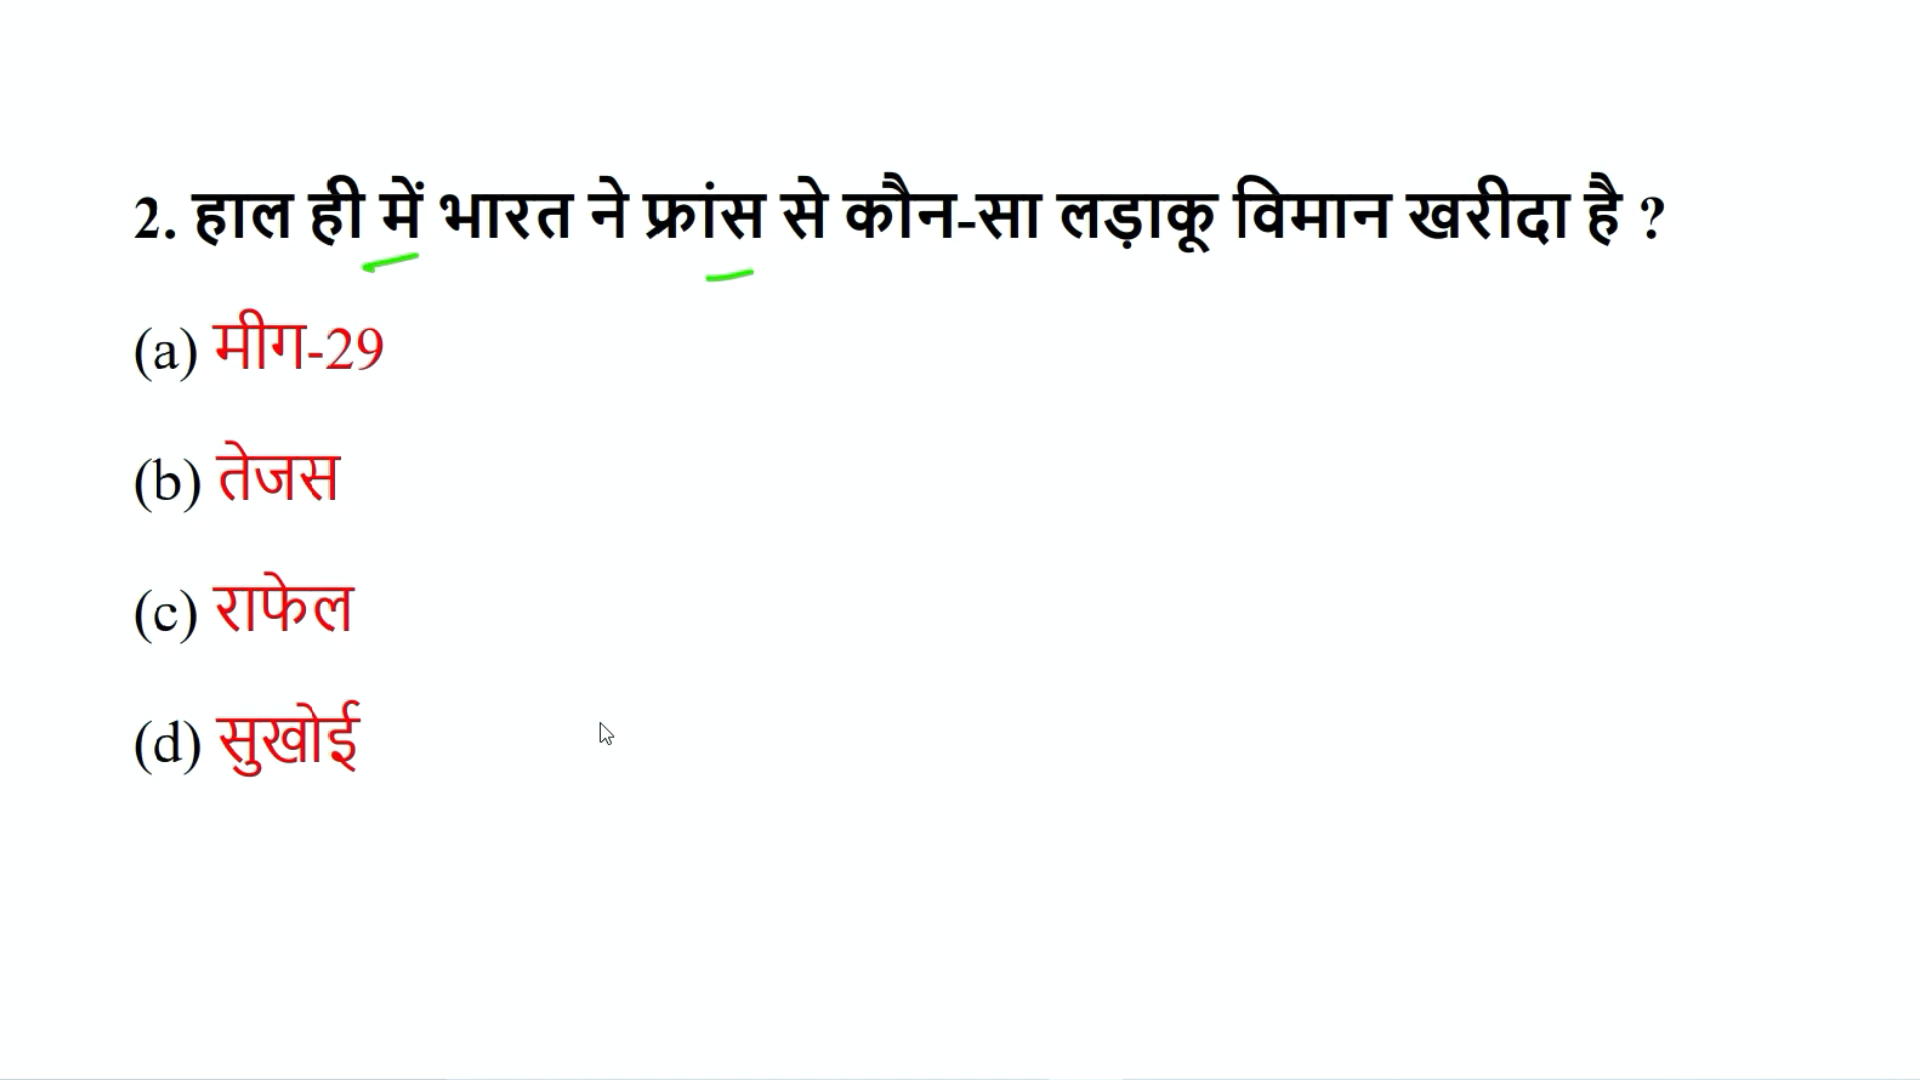 2. हाल ही में भारत ने फ्रांस से कौन-सा लड़ाकू विमान खरीदा है ?
(a) मीग-29
(b) तेजस
(c) राफेल
(d) सुखोई